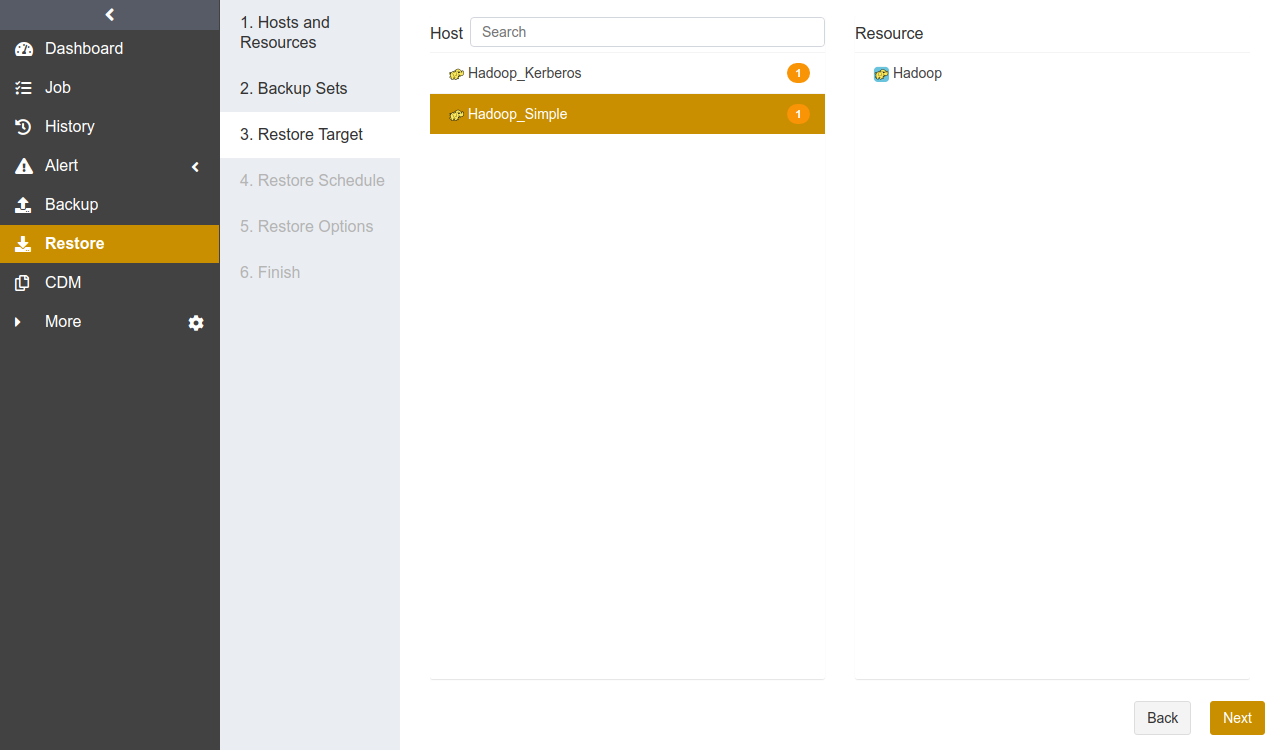 Dashboard
Job
History
Alert
Backup
Restore
CDM
More
1. Hosts and
Resources
2. Backup Sets
3. Restore Target
4. Restore Schedule
5. Restore Options
6. Finish
Host
Search
Hadoop_Kerberos
1
Hadoop_Simple
1
Resource
Hadoop
Back
Next